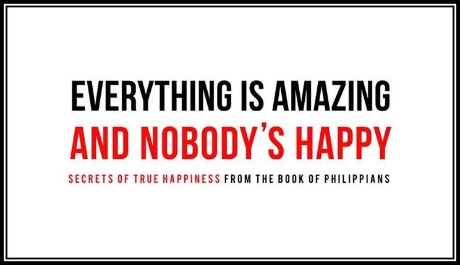 EVERYTHING IS AMAZING
AND NOBODY'S HAPPY
SECRETS OF TRUE HAPPINESS FROM THE BOOK OF PHILIPPIANS